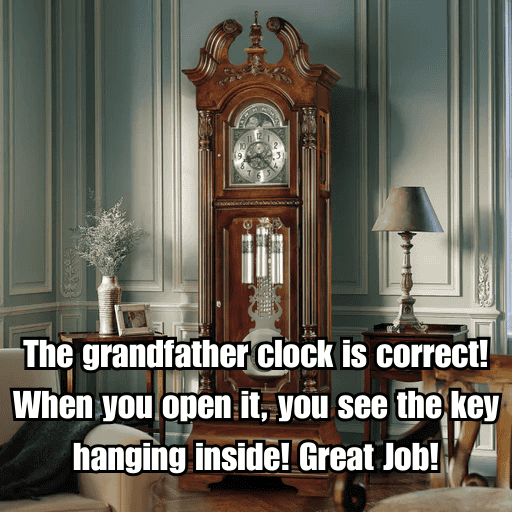 The grandfather clock is correct!
When you open it, you see the key
hanging inside! Great Job!